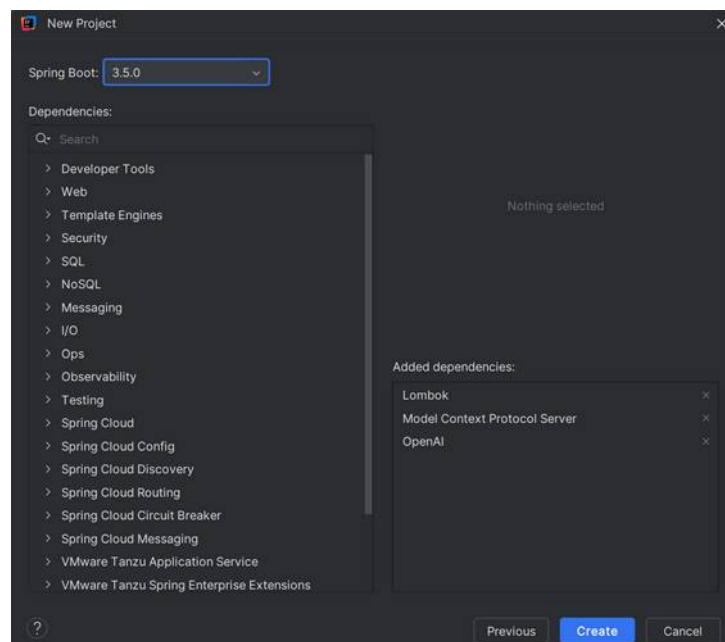 New Project
Spring Boot: 3.5.0
Dependencies:
Search
Developer Tools
Web
Template Engines
Security
SQL
NoSQL
Messaging
I/O
Ops
Observability
Testing
Spring Cloud
Spring Cloud Config
Spring Cloud Discovery
Spring Cloud Routing
Spring Cloud Circuit Breaker
Spring Cloud Messaging
VMware Tanzu Application Service
VMware Tanzu Spring Enterprise Extensions
Nothing selected
Added dependencies:
Lombok
Model Context Protocol Server
OpenAI
?
Previous
Create
Cancel